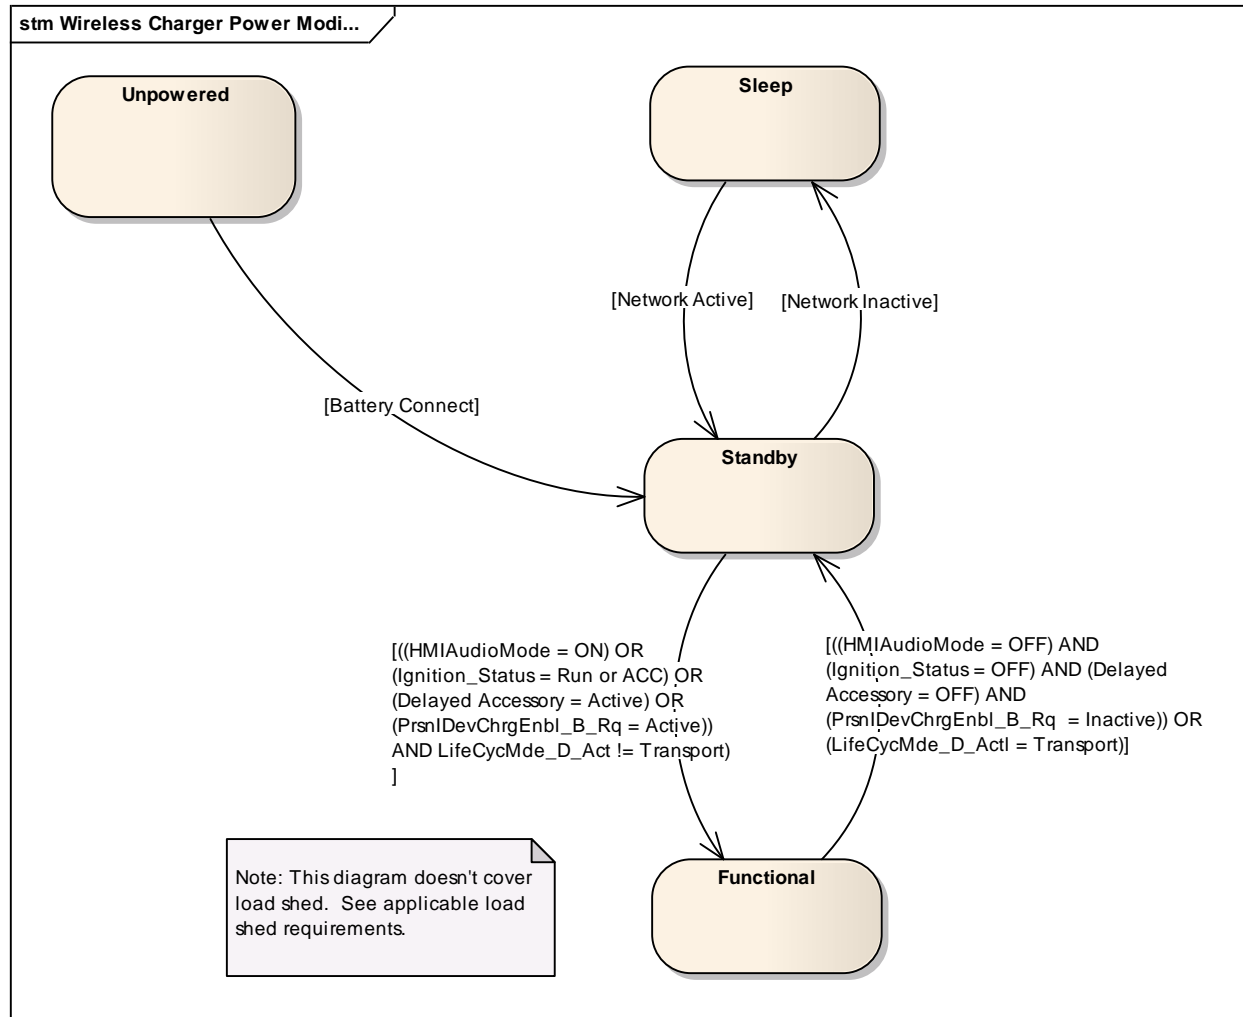 stm Wireless Charger Power Modi...
Unpowered
Sleep
[Network Active]
[Network Inactive]
[Battery Connect]
Standby
[((HMIAudioMode = ON) OR
(Ignition_Status = Run or ACC) OR
(Delayed Accessory = Active) OR
(PrsnlDevChrgEnbl_B_Rq = Active))
AND LifeCycMde_D_Act != Transport)
]
[((HMIAudioMode = OFF) AND
(Ignition_Status = OFF) AND (Delayed
Accessory = OFF) AND
(PrsnlDevChrgEnbl_B_Rq = Inactive)) OR
(LifeCycMde_D_Actl = Transport)]
Functional
Note: This diagram doesn't cover
load shed. See applicable load
shed requirements.